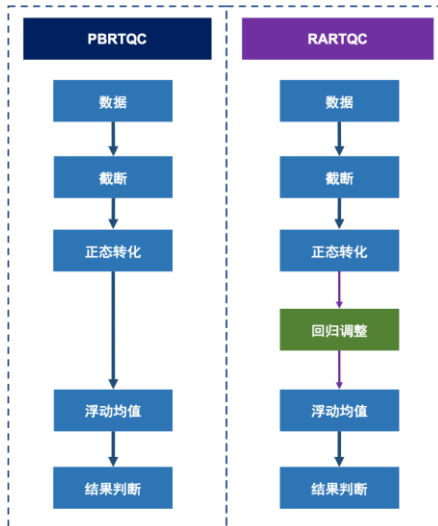 PBRTQC
数据
截断
正态转化
浮动均值
结果判断
RARTQC
数据
截断
正态转化
回归调整
浮动均值
结果判断